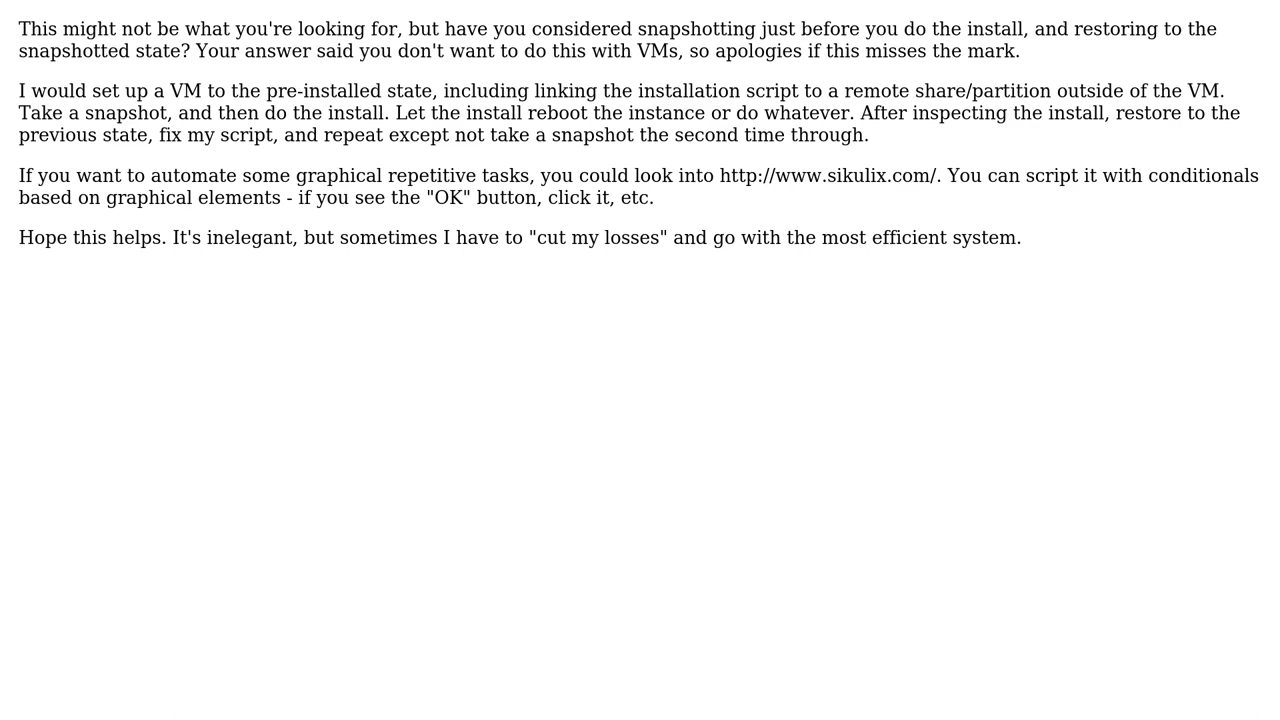 This might not be what you're looking for, but have you considered snapshotting just before you do the install, and restoring to the
snapshotted state? Your answer said you don't want to do this with VMs, so apologies if this misses the mark.
I would set up a VM to the pre-installed state, including linking the installation script to a remote share/partition outside of the VM.
Take a snapshot, and then do the install. Let the install reboot the instance or do whatever. After inspecting the install, restore to the
previous state, fix my script, and repeat except not take a snapshot the second time through.
If you want to automate some graphical repetitive tasks, you could look into http://www.sikulix.com/. You can script it with conditionals
based on graphical elements - if you see the "OK" button, click it, etc.
Hope this helps. It's inelegant, but sometimes I have to "cut my losses" and go with the most efficient system.